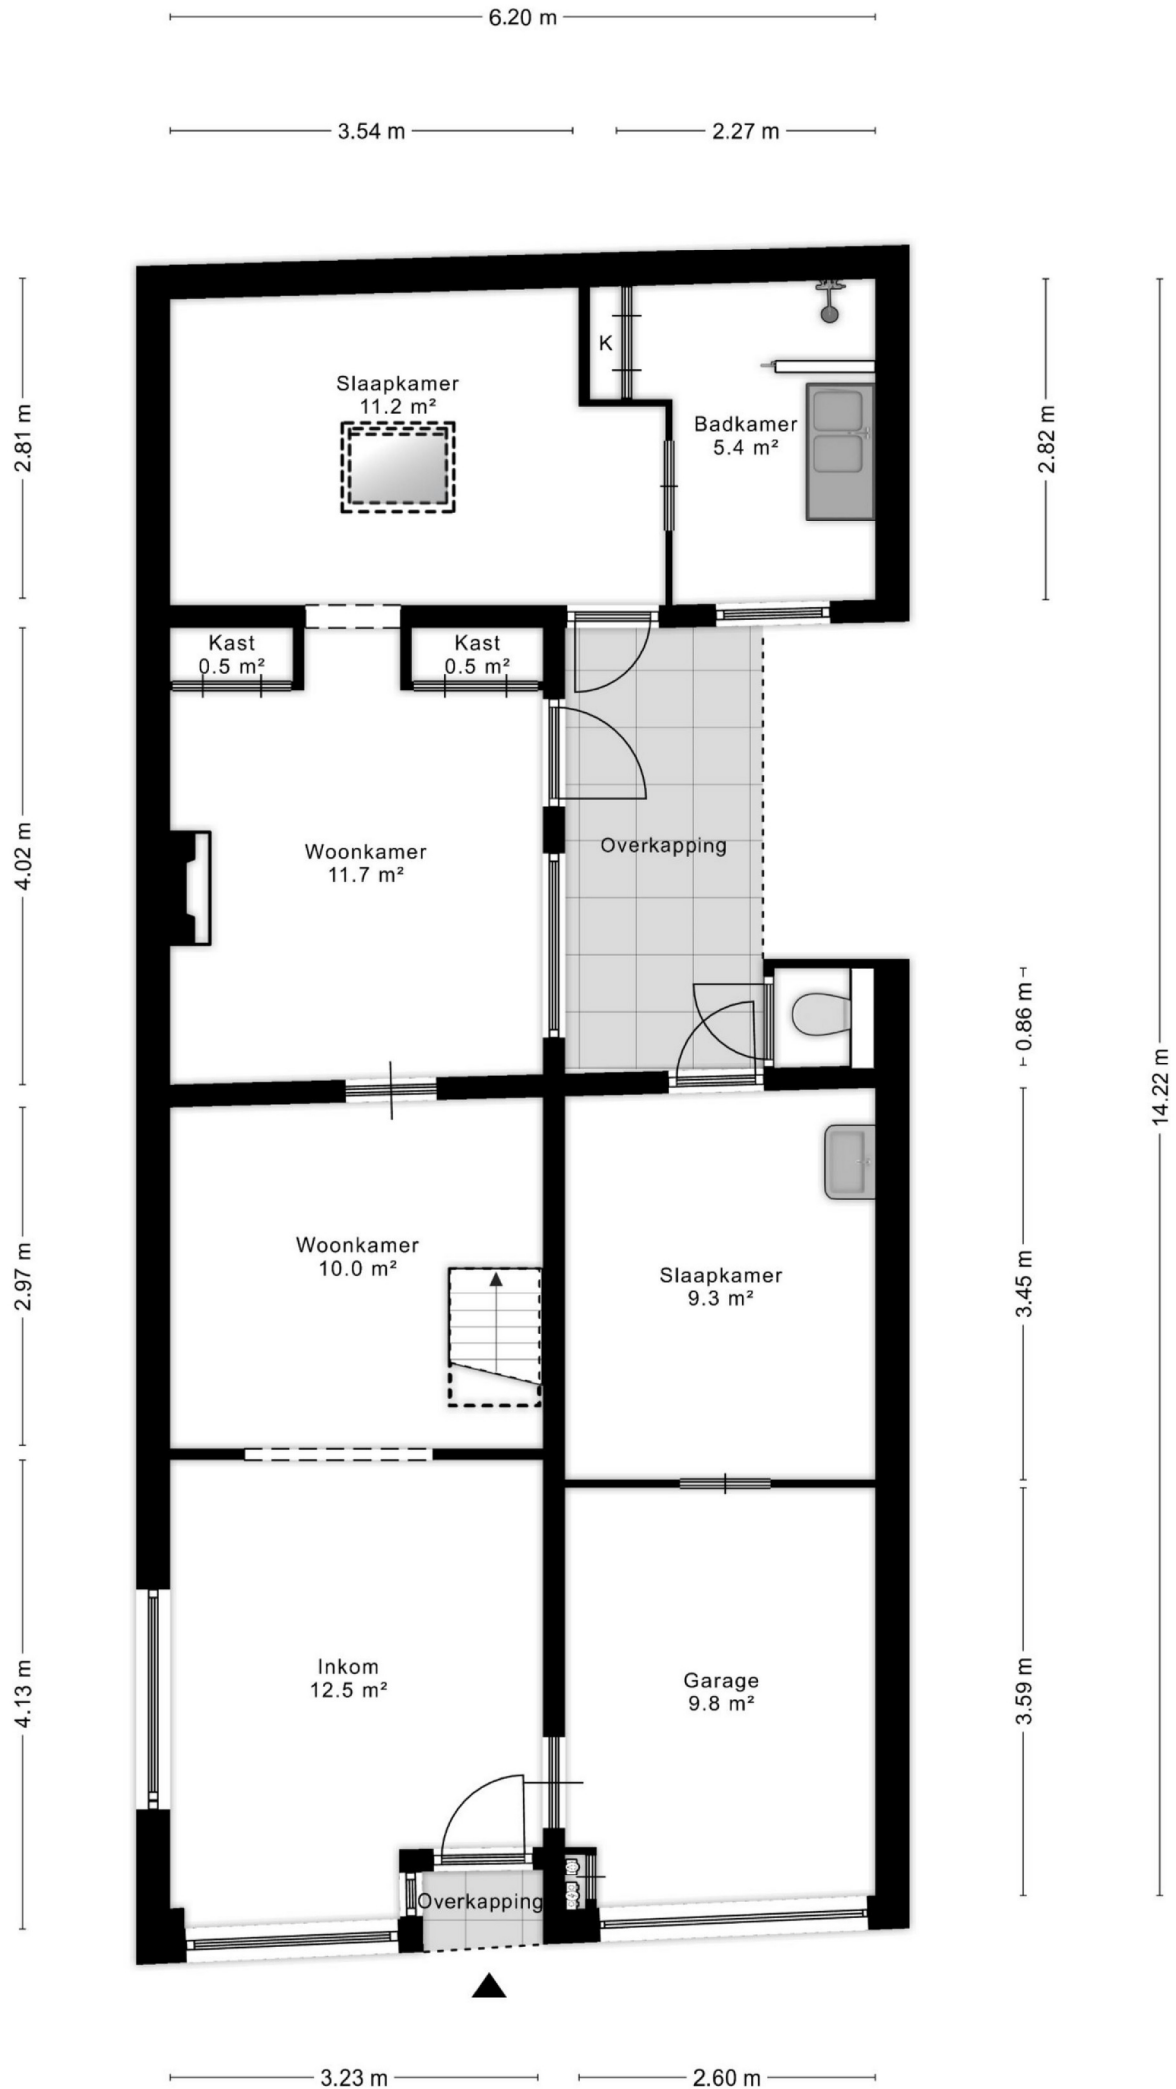 6.20 m
3.54 m
2.27 m
2.81 m
2.82 m
K
Slaapkamer
11.2 m²
Badkamer
5.4 m²
Kast
0.5 m²
Kast
0.5 m²
4.02 m
Woonkamer
11.7 m²
Overkapping
0.86 m
14.22 m
2.97 m
Woonkamer
10.0 m²
Slaapkamer
9.3 m²
3.45 m
4.13 m
Inkom
12.5 m²
Garage
9.8 m²
3.59 m
Overkapping
3.23 m
2.60 m